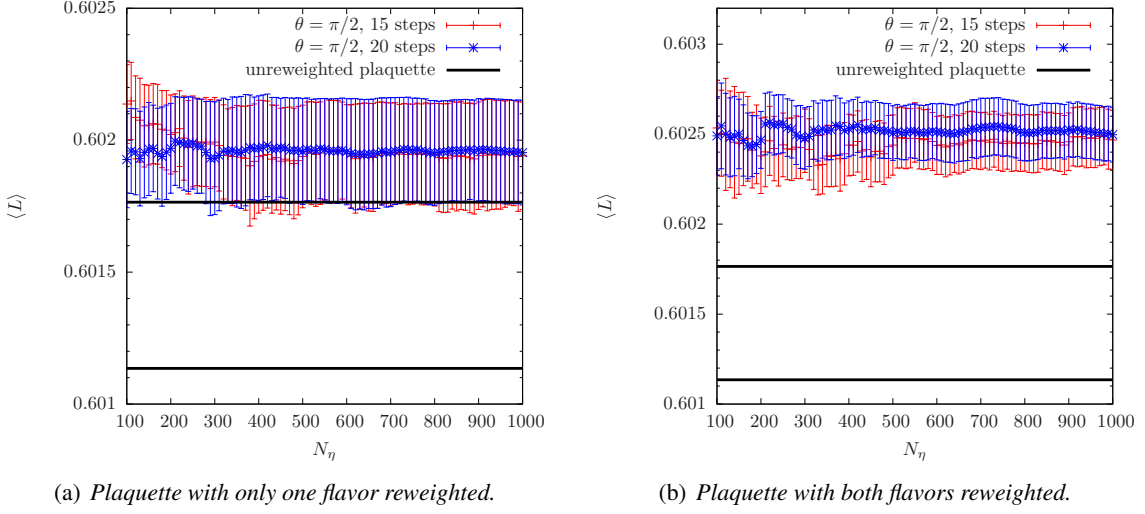 0.6025
θ = π/2, 15 steps
θ = π/2, 20 steps
unreweighted plaquette
0.602
⟨L⟩
0.6015
0.601
100 200 300 400 500 600 700 800 900 1000
N_η
(a) Plaquette with only one flavor reweighted.
0.603
θ = π/2, 15 steps
θ = π/2, 20 steps
unreweighted plaquette
0.6025
⟨L⟩
0.602
0.6015
0.601
100 200 300 400 500 600 700 800 900 1000
N_η
(b) Plaquette with both flavors reweighted.